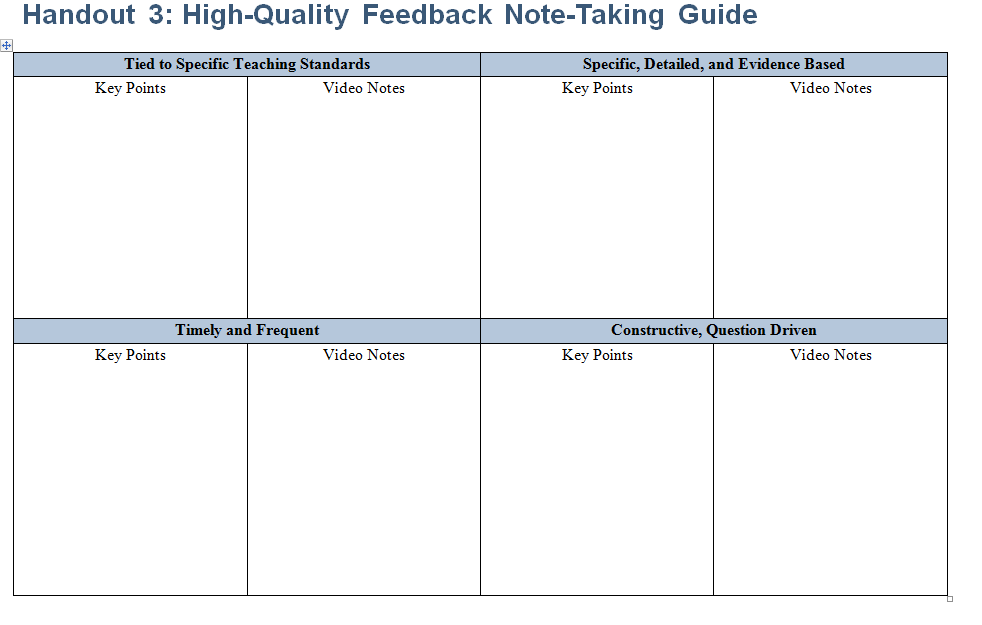 Handout 3: High-Quality Feedback Note-Taking Guide
Tied to Specific Teaching Standards
Specific, Detailed, and Evidence Based
Key Points
Video Notes
Key Points
Video Notes
Timely and Frequent
Constructive, Question Driven
Key Points
Video Notes
Key Points
Video Notes